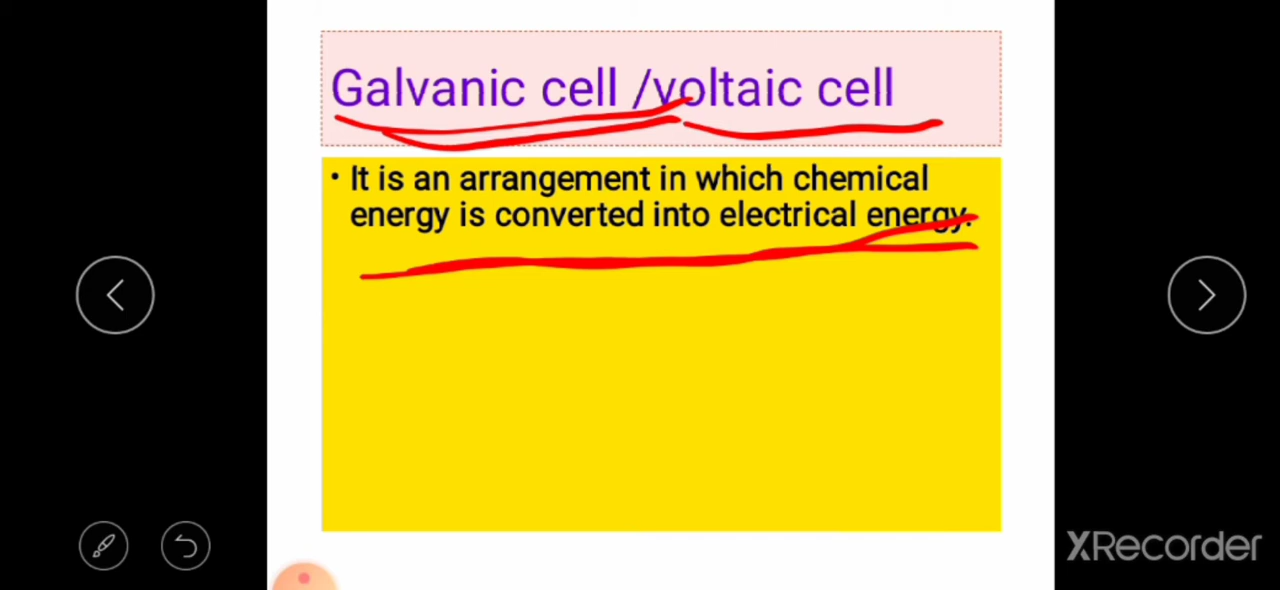 Galvanic cell /voltaic cell
• It is an arrangement in which chemical
energy is converted into electrical energy.
XRecorder